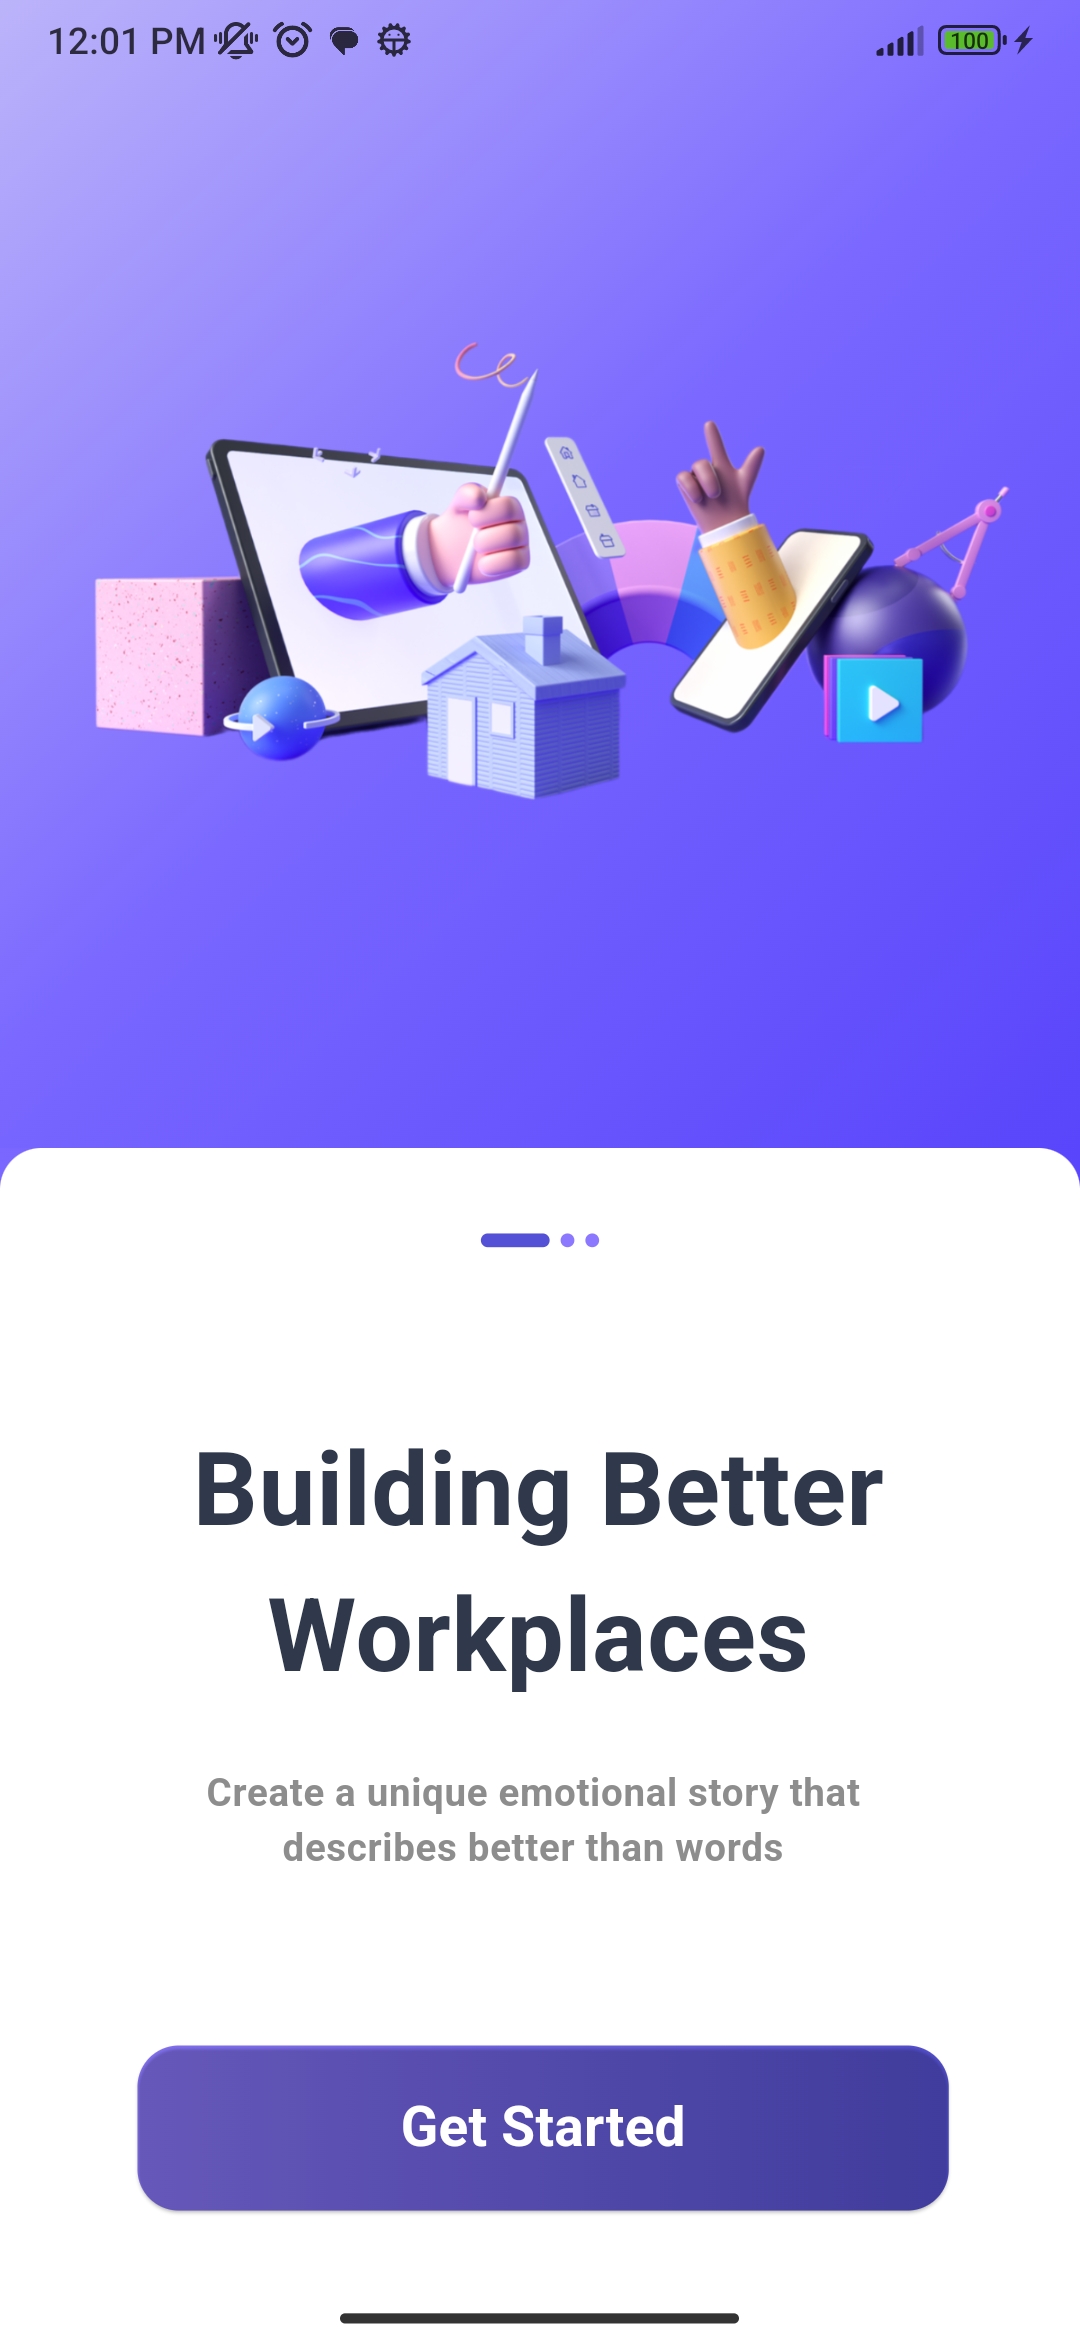 12:01 PM
100
Building Better
Workplaces
Create a unique emotional story that
describes better than words
Get Started